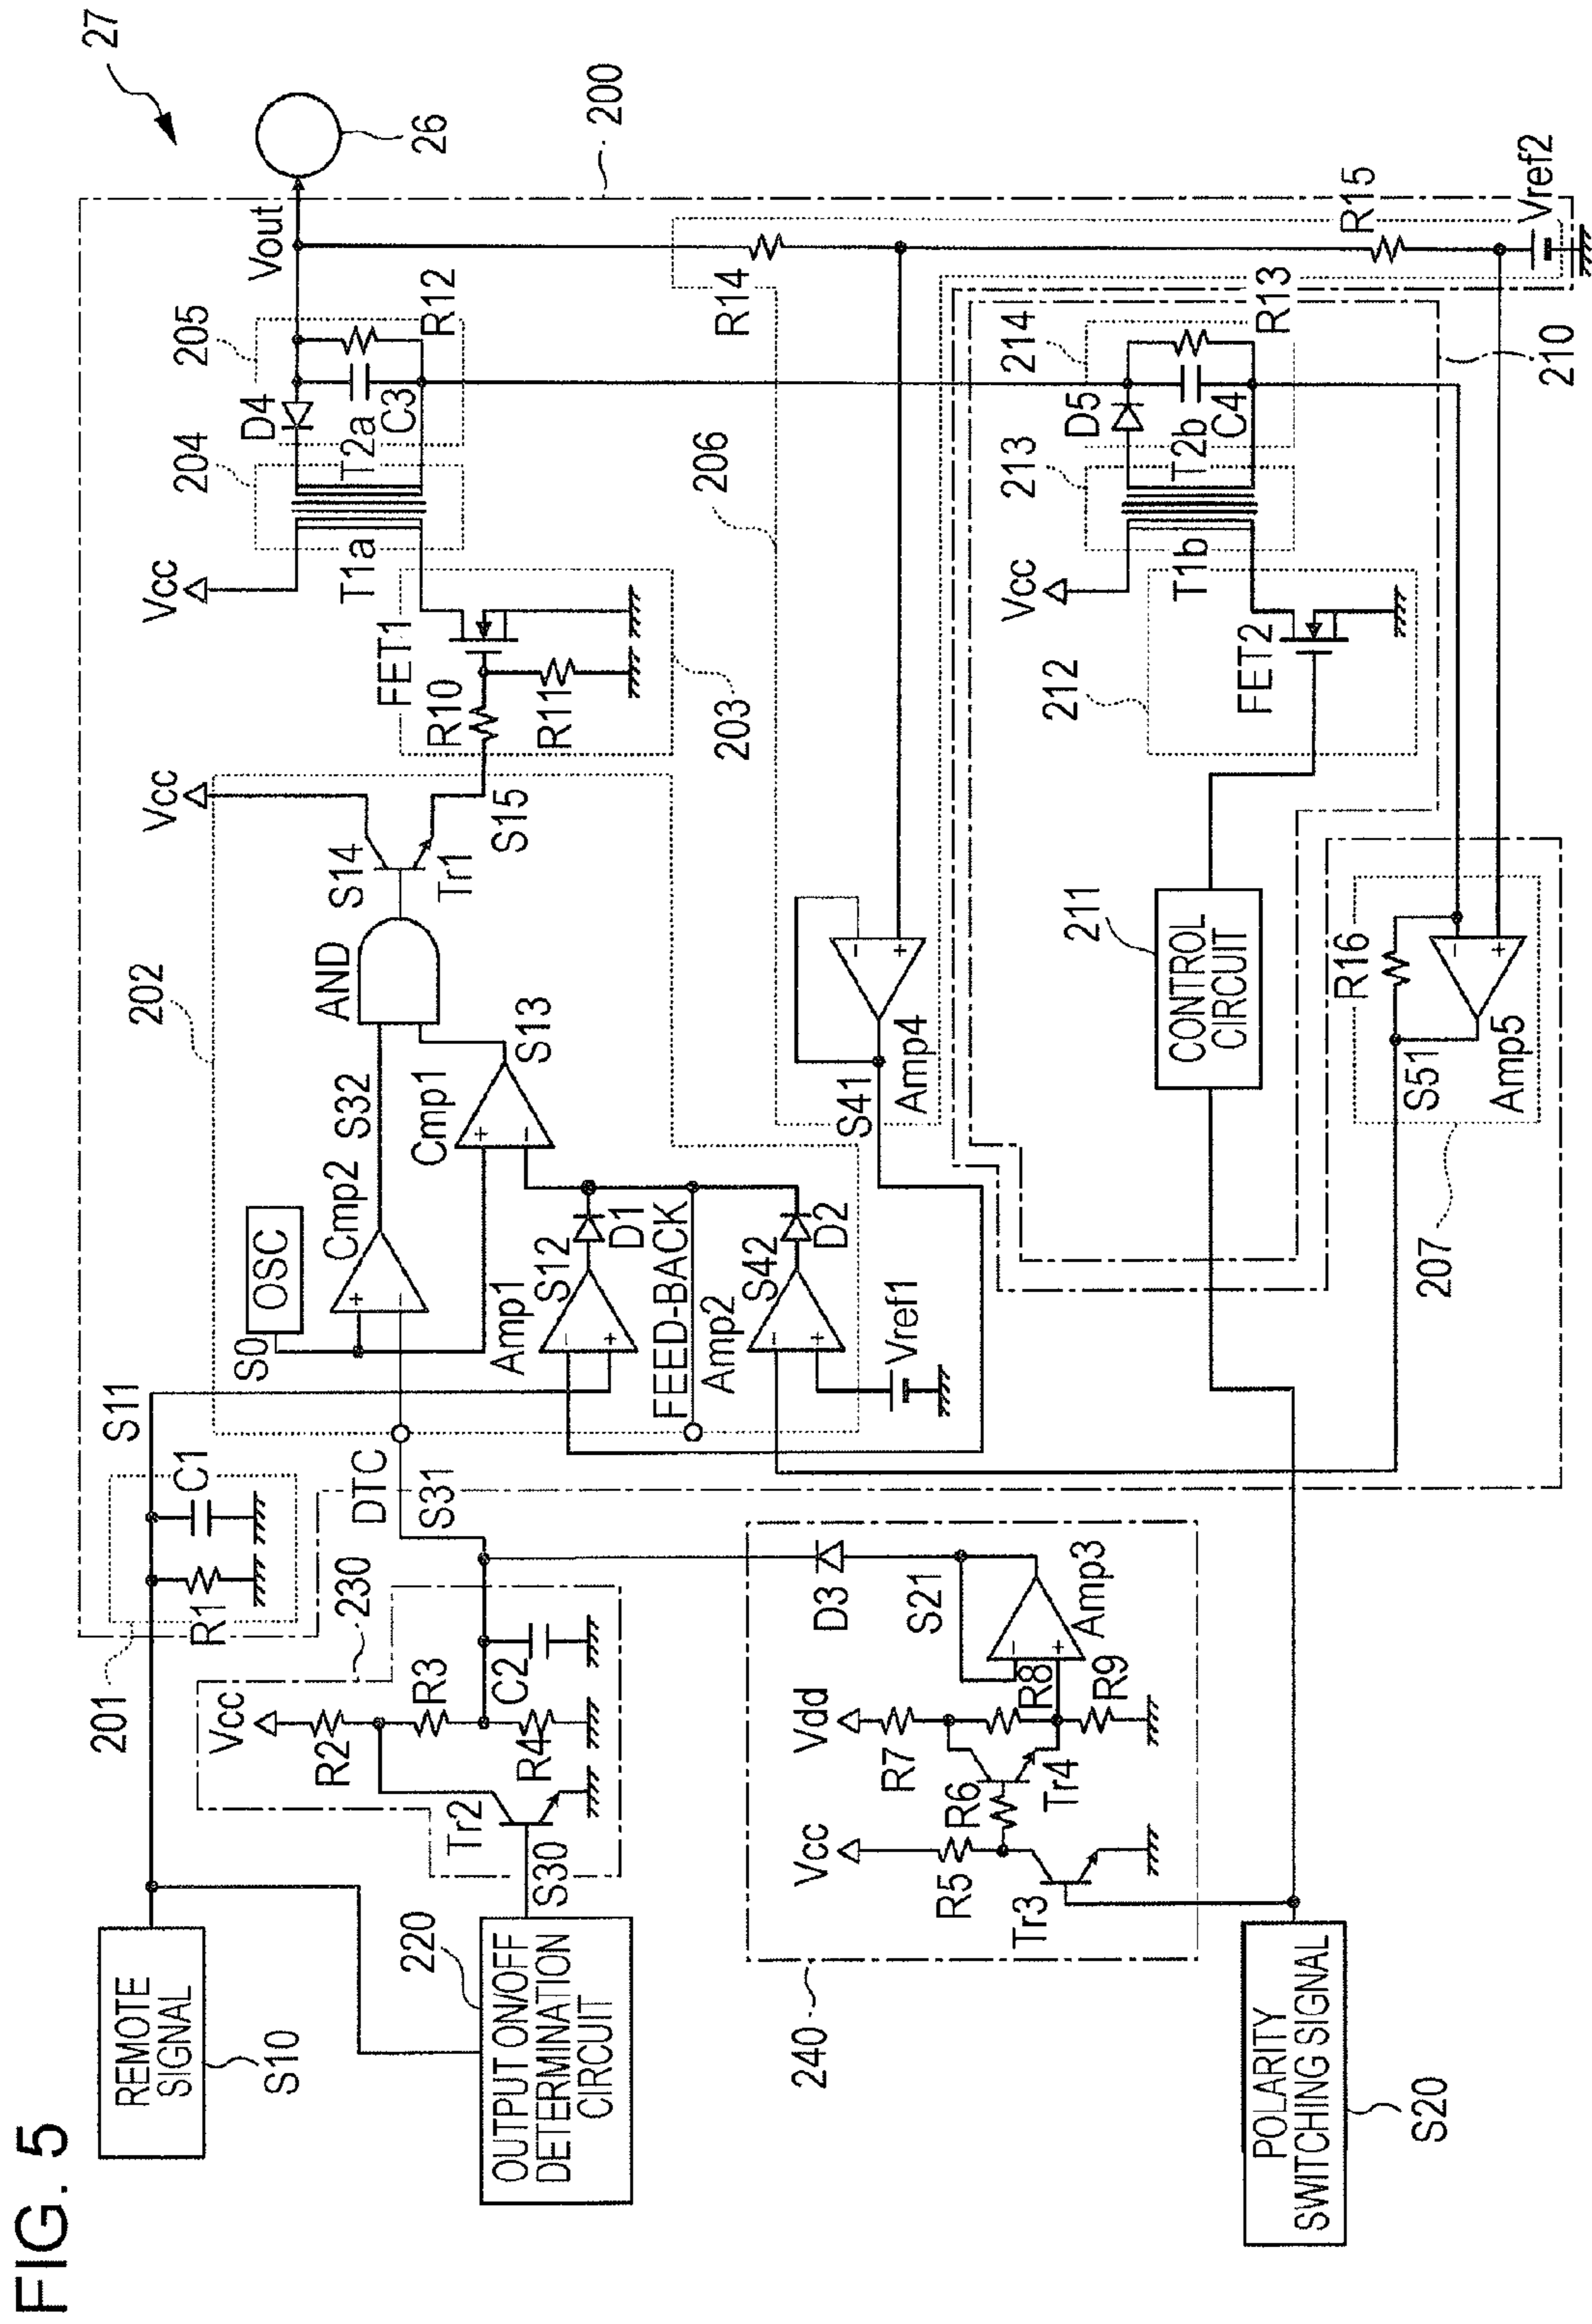 FIG. 5
27
REMOTE
SIGNAL
S10
201
R1
C1
S11
S0
OSC
202
Cmp2
S32
AND
S14
Vcc
Tr1
S15
Cmp1
S13
Vcc
204
T1a
T2a
D4
205
C3
R12
Vout
26
200
FET1
R10
R11
203
OUTPUT ON/OFF
DETERMINATION
CIRCUIT
220
S30
Tr2
Vcc
R2
R3
R4
C2
230
DTC
S31
Amp1
S12
D1
FEED-BACK
Amp2
S42
D2
Vref1
S41
Amp4
206
R14
R15
Vref2
240
Vcc
R5
R6
Tr3
Vdd
R7
Tr4
R8
R9
S21
Amp3
D3
POLARITY
SWITCHING SIGNAL
S20
211
CONTROL
CIRCUIT
212
FET2
Vcc
213
T1b
T2b
D5
214
C4
R13
210
207
S51
Amp5
R16